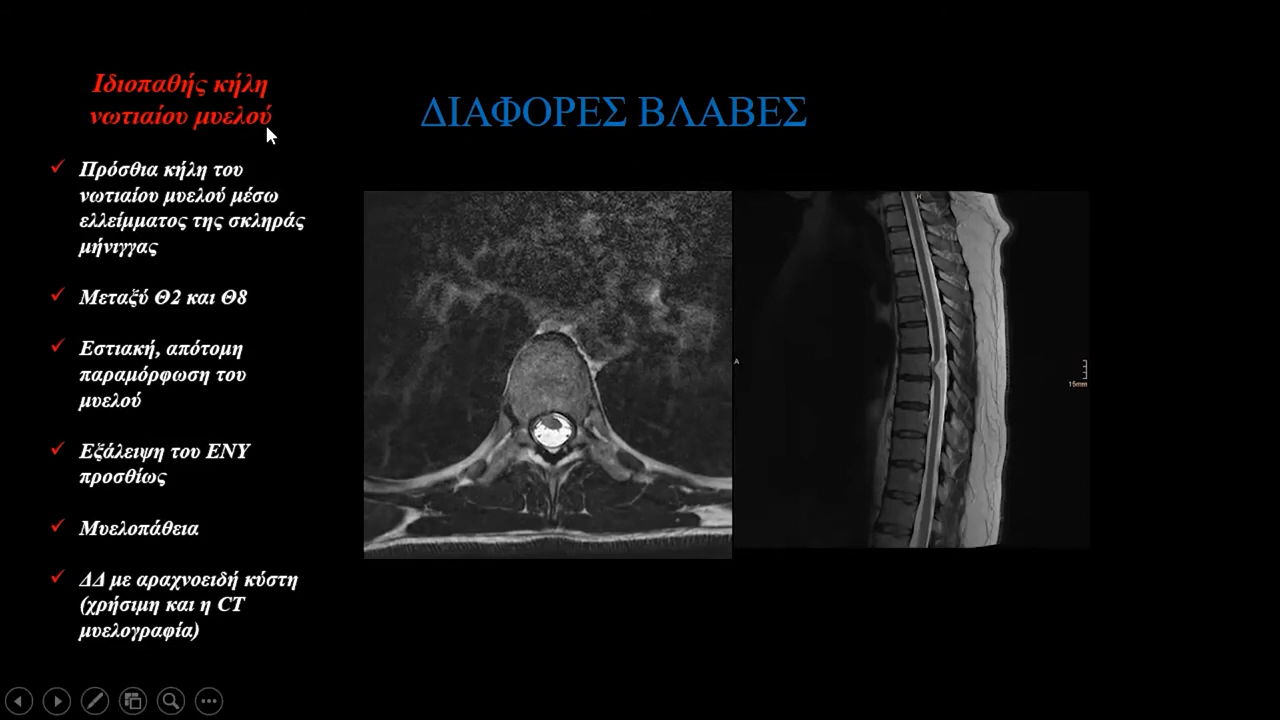 Ιδιοπαθής κήλη
νωτιαίου μυελού
ΔΙΑΦΟΡΕΣ ΒΛΑΒΕΣ
Πρόσθια κήλη του
νωτιαίου μυελού μέσω
ελλείμματος της σκληράς
μήνιγγας
Μεταξύ Θ2 και Θ8
Εστιακή, απότομη
παραμόρφωση του
μυελού
Εξάλειψη του ΕΝΥ
προσθίως
Μυελοπάθεια
ΔΔ με αραχνοειδή κύστη
(χρήσιμη και η CT
μυελογραφία)
H
A
15mm